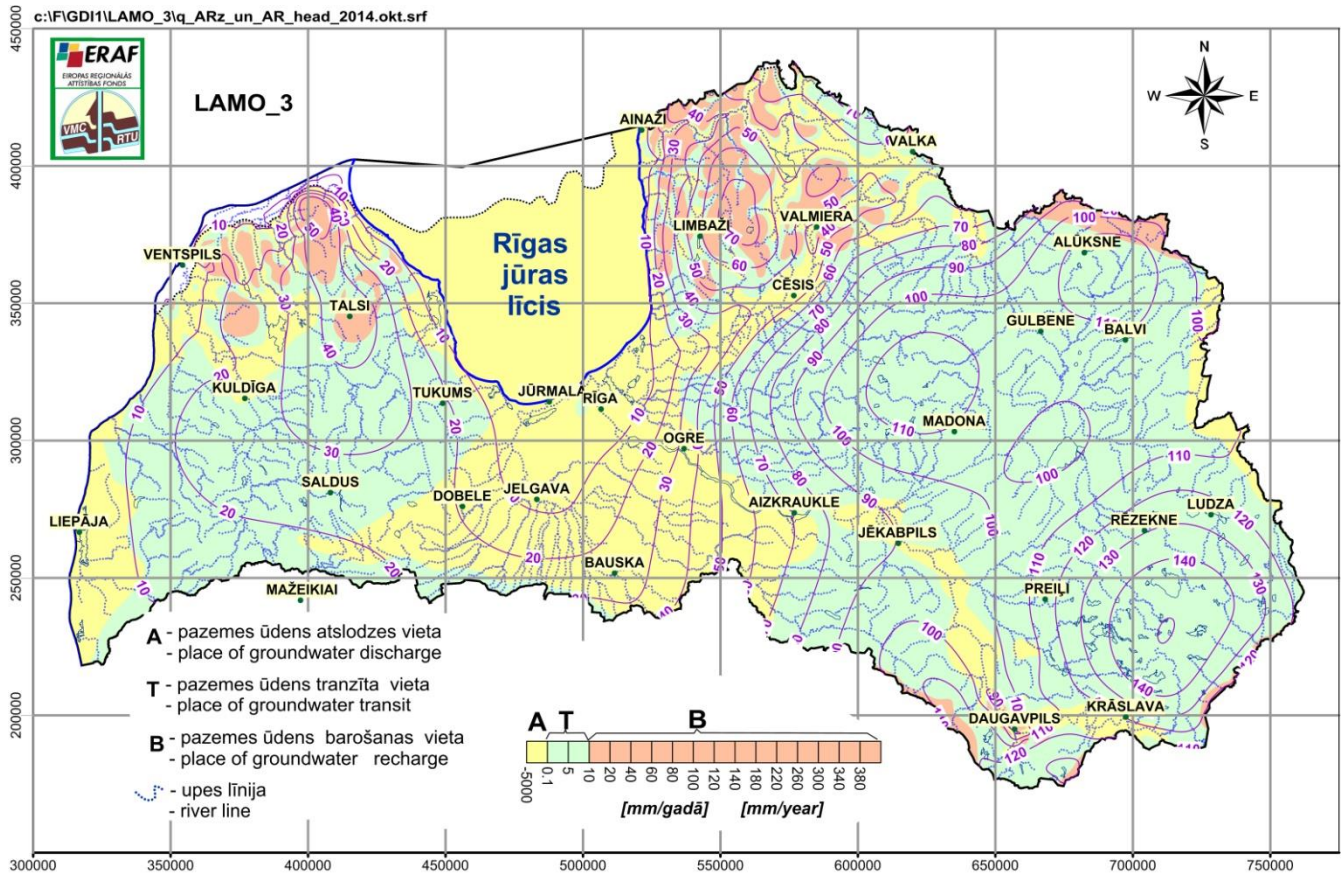 c:\F\GDI1\LAMO_3\q_ARz_un_AR_head_2014.okt.srf
ERAF
EIROPAS REĢIONĀLĀS
ATTĪSTĪBAS FONDS
VMC
RTU
LAMO_3
N
W
E
S
450000
400000
350000
300000
250000
200000
AINAŽI
VALKA
VALMIERA
LIMBAŽI
ALŪKSNE
VENTSPILS
Rīgas
jūras
līcis
CĒSIS
TALSI
GULBENE
BALVI
KULDĪGA
TUKUMS
JŪRMALA
RĪGA
MADONA
OGRE
SALDUS
DOBELE
JELGAVA
AIZKRAUKLE
LUDZA
RĒZEKNE
LIEPĀJA
JĒKABPILS
BAUSKA
MAŽEIKIAI
PREIĻI
KRĀSLAVA
DAUGAVPILS
A - pazemes ūdens atslodzes vieta
- place of groundwater discharge
T - pazemes ūdens tranzīta vieta
- place of groundwater transit
B - pazemes ūdens barošanas vieta
- place of groundwater recharge
- upes līnija
- river line
A T B
-5000 0.1 5 10 20 40 60 80 100 120 140 180 220 260 300 340 380
[mm/gadā] [mm/year]
300000 350000 400000 450000 500000 550000 600000 650000 700000 750000